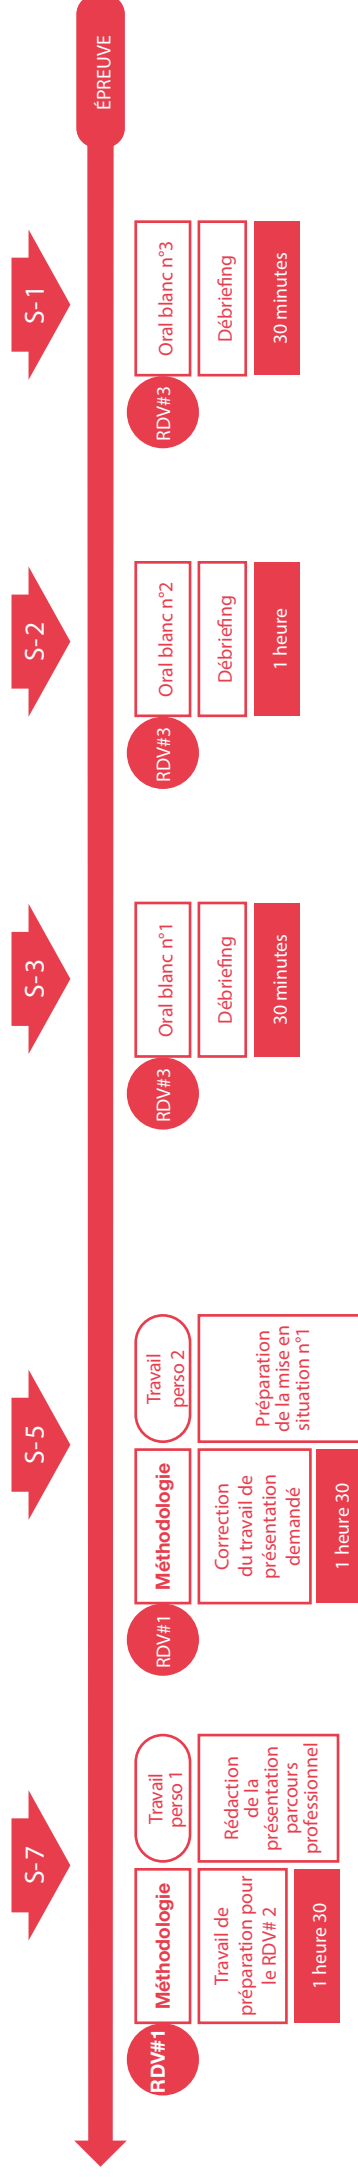 S-7
S-5
S-3
S-2
S-1
ÉPREUVE
RDV#1
Méthodologie
Travail de
préparation pour
le RDV# 2
1 heure 30
Travail
perso 1
Rédaction
de la
présentation
parcours
professionnel
RDV#1
Méthodologie
Correction
du travail de
présentation
demandé
1 heure 30
Travail
perso 2
Préparation
de la mise en
situation n°1
RDV#3
Oral blanc n°1
Débriefing
30 minutes
RDV#3
Oral blanc n°2
Débriefing
1 heure
RDV#3
Oral blanc n°3
Débriefing
30 minutes